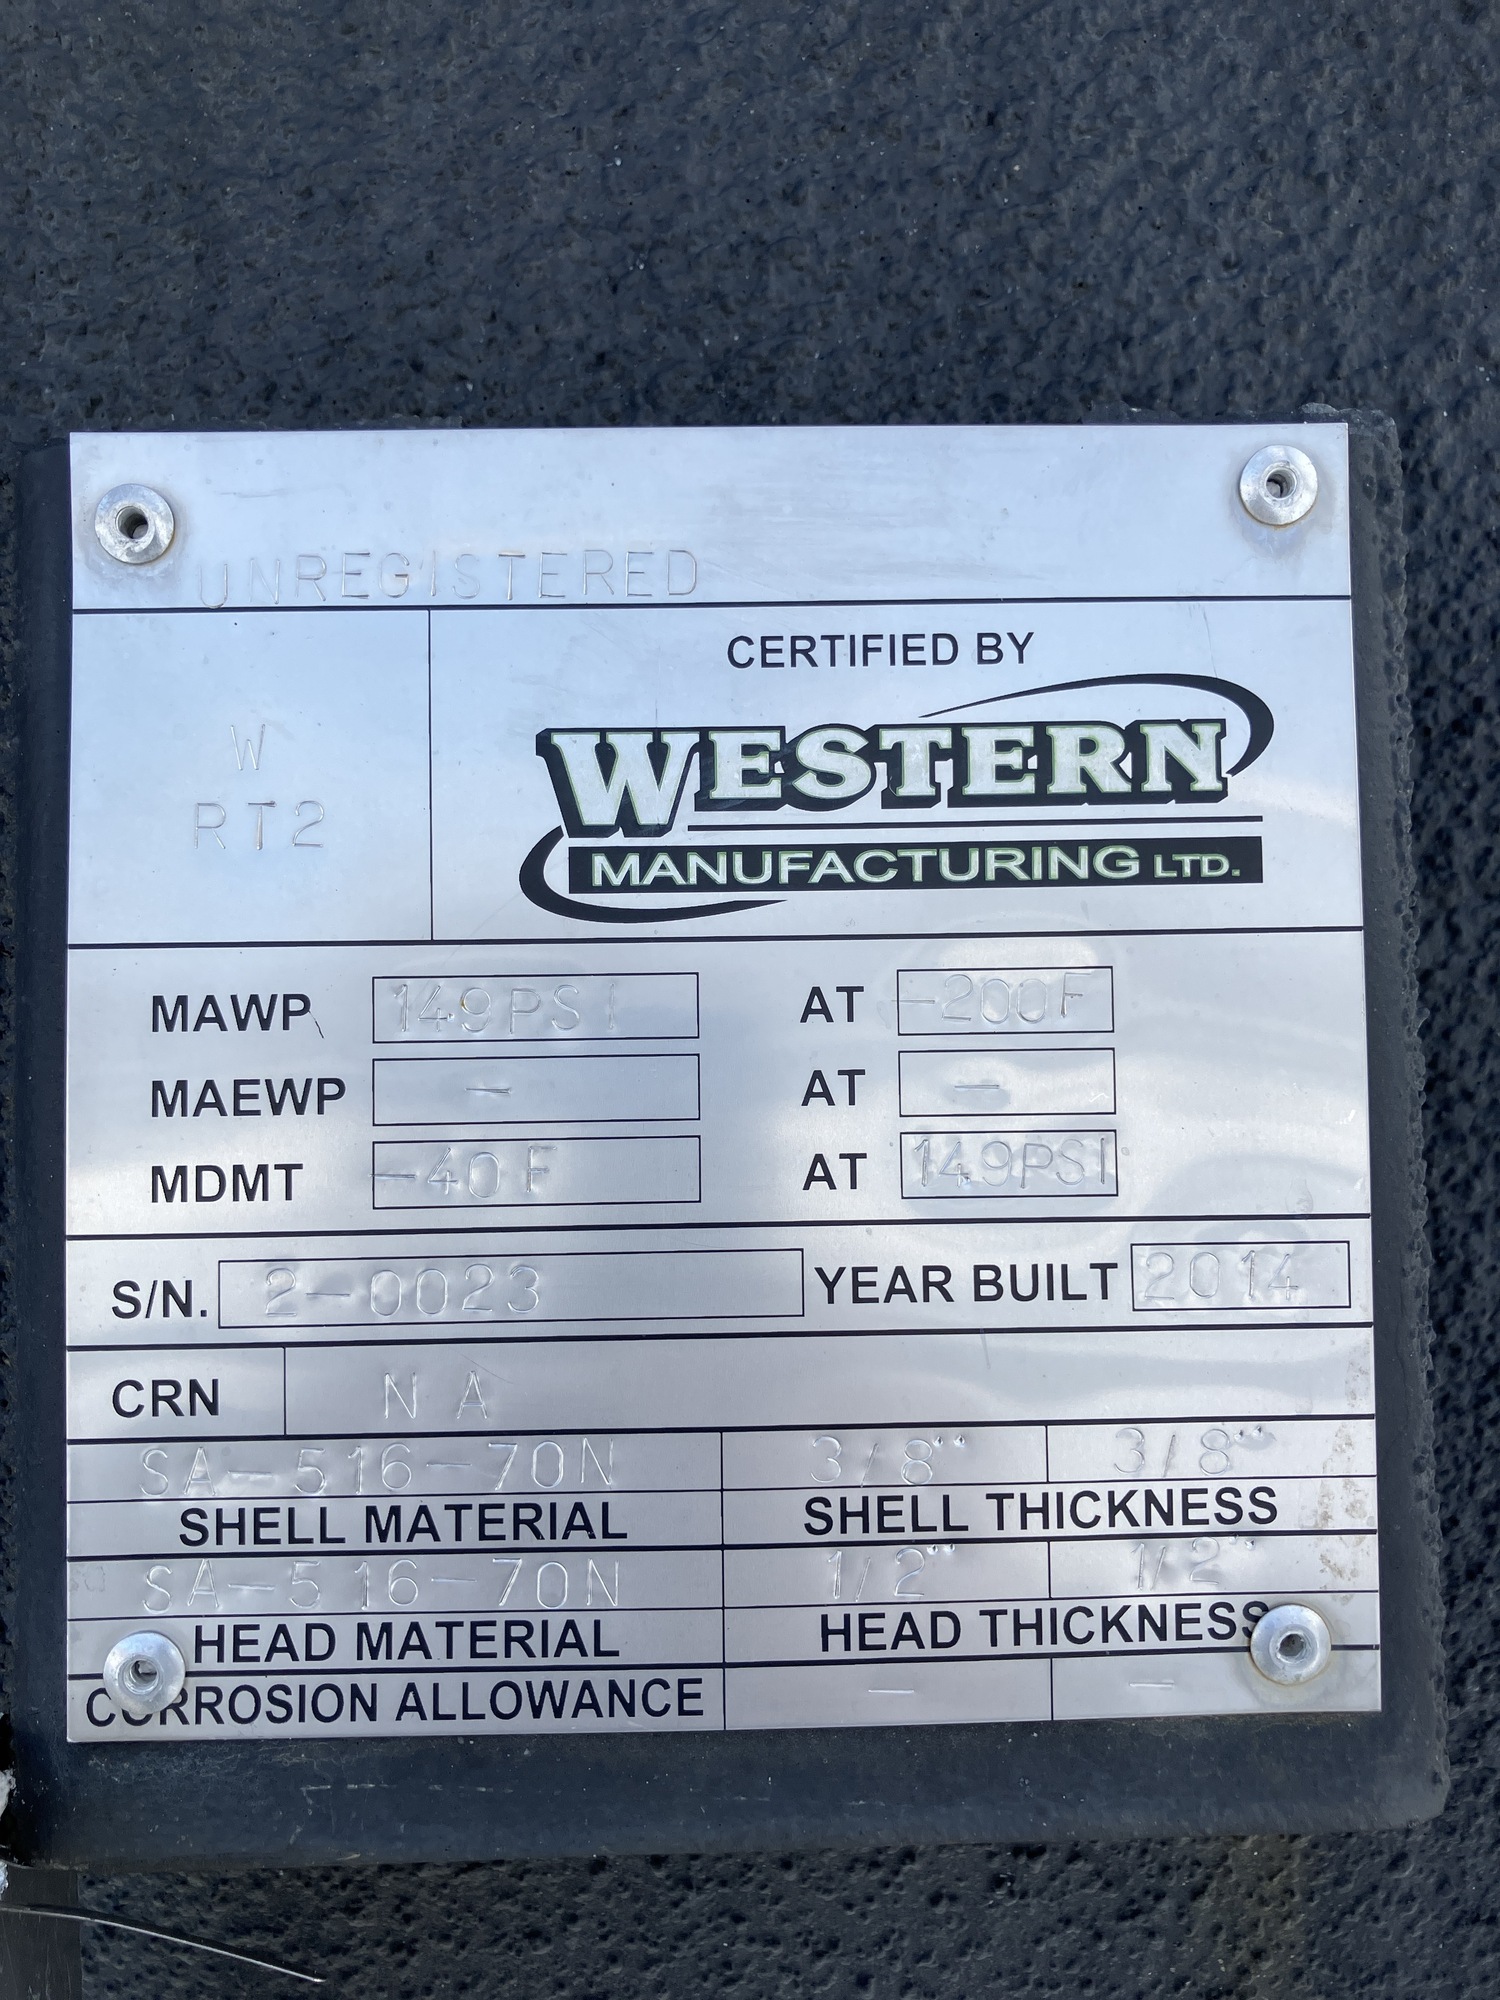 UNREGISTERED
CERTIFIED BY
W
RT2
WESTERN
MANUFACTURING LTD.
MAWP 149PSI AT -200F
MAEWP - AT -
MDMT -40F AT 149PSI
S/N. 2-0023 YEAR BUILT 2014
CRN NA
SA-516-70N 3/8" 3/8"
SHELL MATERIAL SHELL THICKNESS
SA-516-70N 1/2" 1/2"
HEAD MATERIAL HEAD THICKNESS
CORROSION ALLOWANCE - -